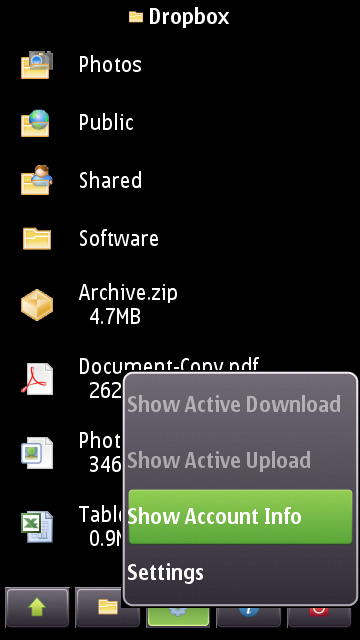 Dropbox
Photos
Public
Shared
Software
Archive.zip
4.7MB
Document-Copy.pdf
262
Phot
346
Table
0.9M
Show Active Download
Show Active Upload
Show Account Info
Settings